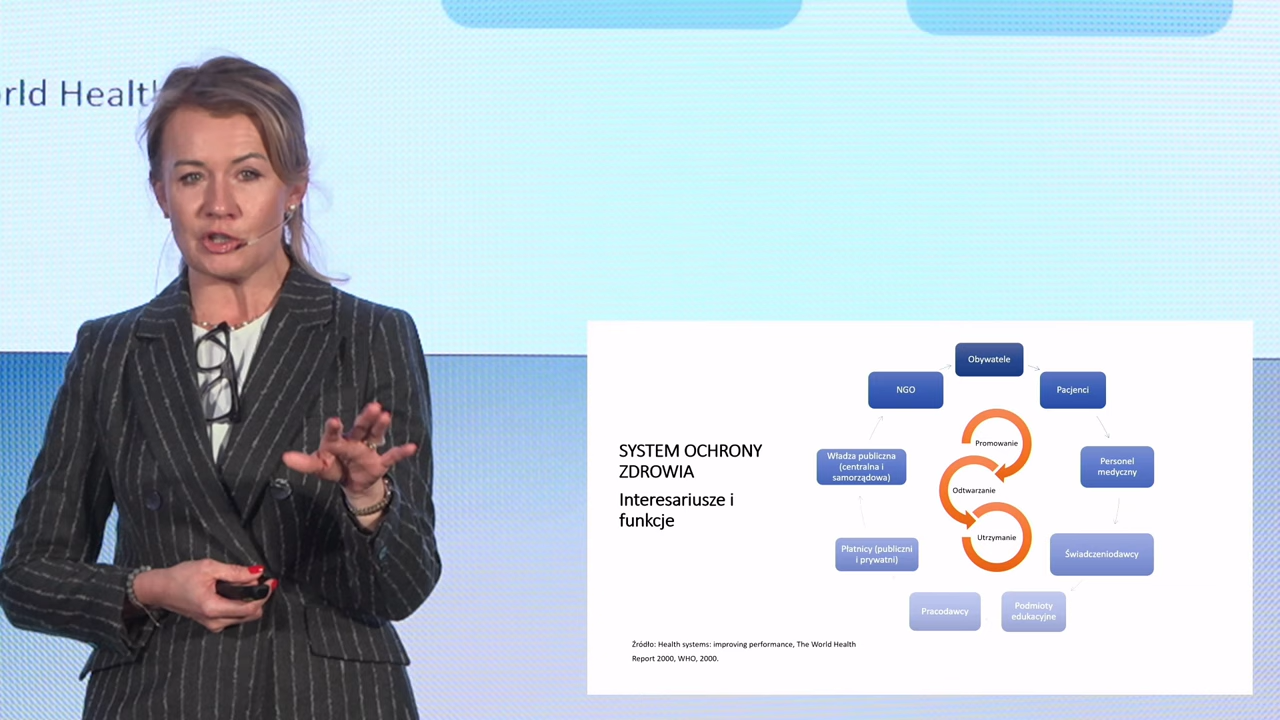 rld Healt
SYSTEM OCHRONY
ZDROWIA
Interesariusze i
funkcje
Obywatele
Pacjenci
Personel
medyczny
Świadczeniodawcy
Podmioty
edukacyjne
Pracodawcy
Płatnicy (publiczni
i prywatni)
Władza publiczna
(centralna i
samorządowa)
NGO
Promowanie
Odtwarzanie
Utrzymanie
Źródło: Health systems: improving performance, The World Health
Report 2000, WHO, 2000.